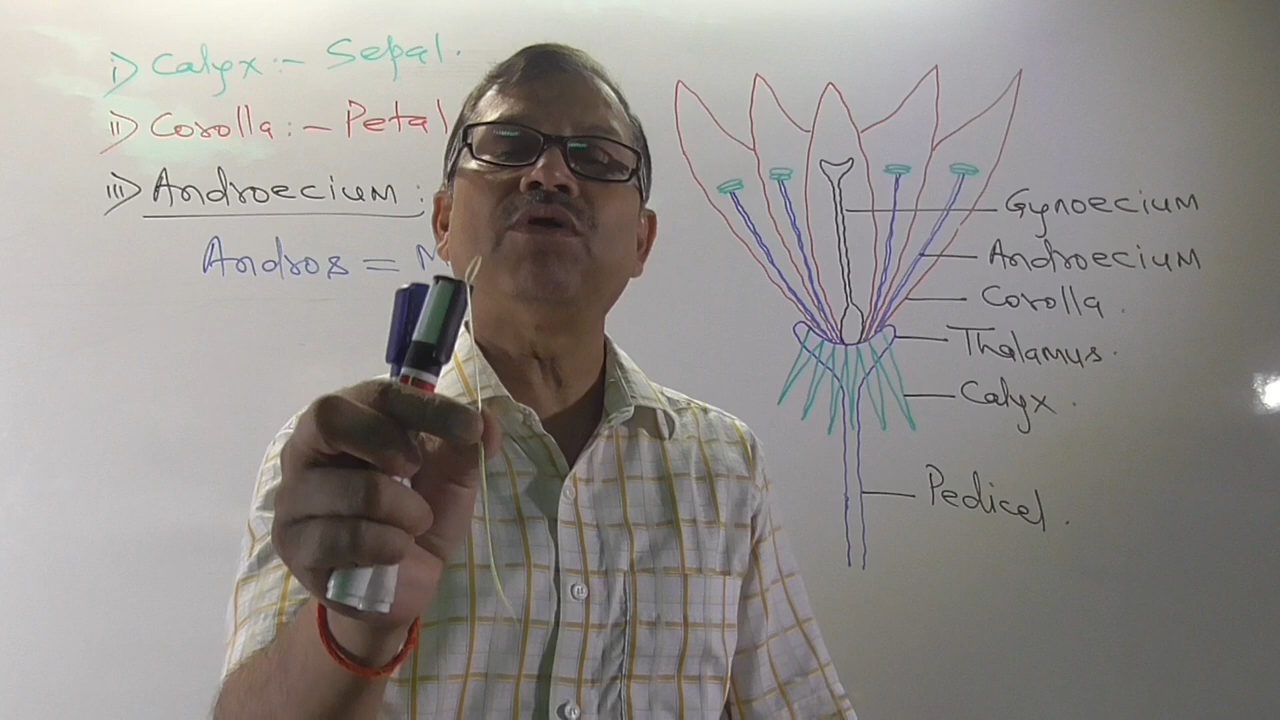 i) Calyx :- Sepal.
ii) Corolla :- Petal
iii) Androecium :
Andros =
Gynoecium
Androecium
Corolla .
Thalamus .
Calyx .
Pedicel .